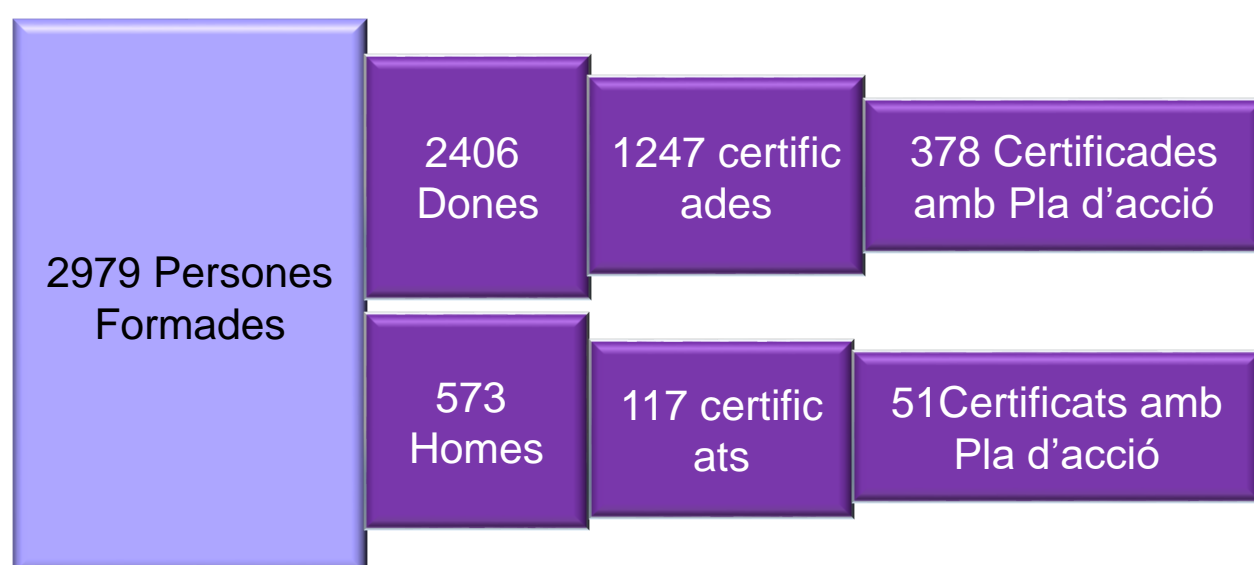 2979 Persones
Formades
2406
Dones
1247 certific
ades
378 Certificades
amb Pla d’acció
573
Homes
117 certific
ats
51Certificats amb
Pla d’acció